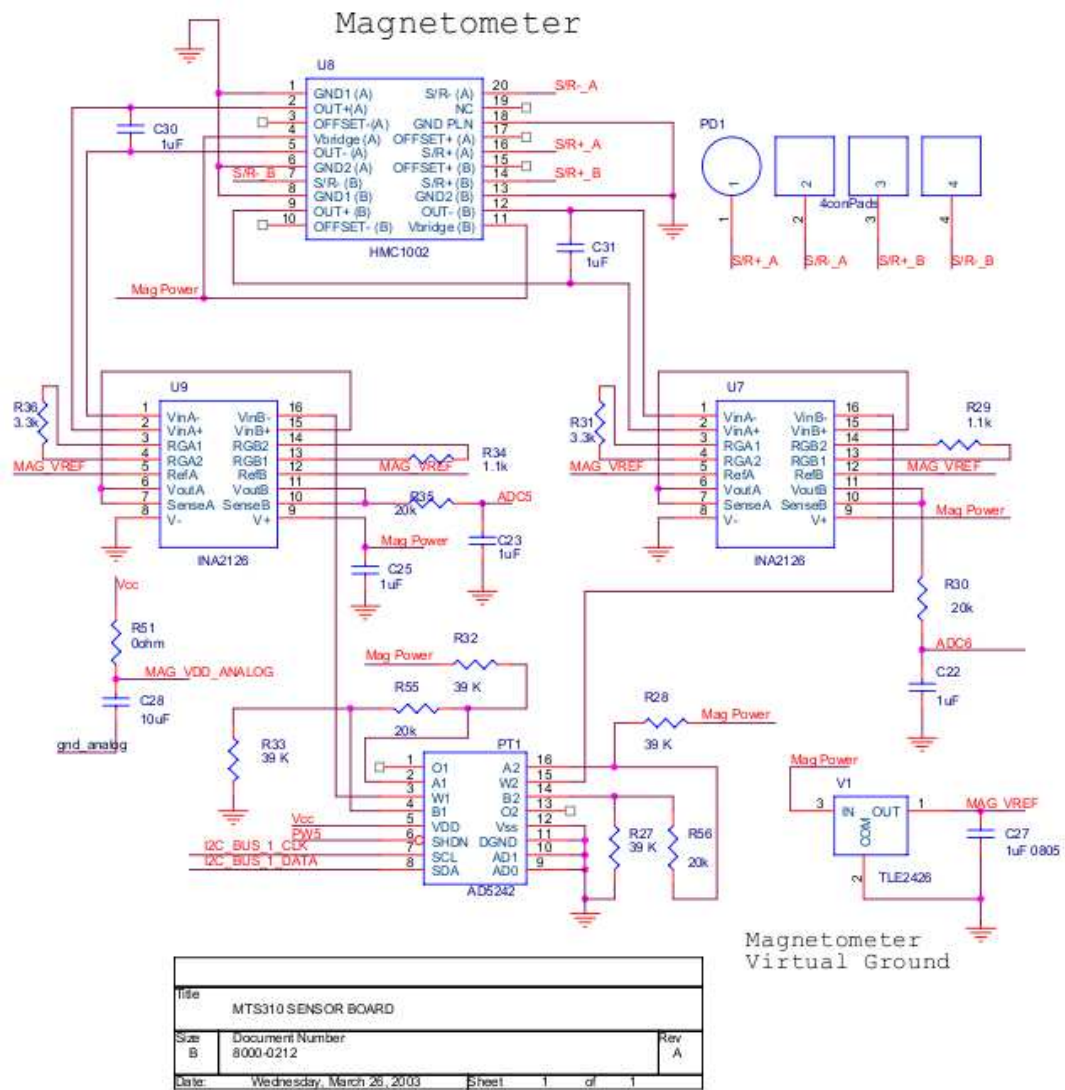 Magnetometer
U8
1 GND1 (A) S/R- (A) 20 S/R-_A
2 OUT+(A) NC 19
3 OFFSET-(A) GND PLN 18
4 Vbridge (A) OFFSET+ (A) 17
5 OUT- (A) S/R+ (A) 16 S/R+_A
6 GND2 (A) OFFSET+ (B) 15
S/R-_B 7 S/R- (B) S/R+ (B) 14 S/R+_B
8 GND1 (B) GND2 (B) 13
9 OUT+ (B) OUT- (B) 12
10 OFFSET- (B) Vbridge (B) 11
HMC1002
C30
1uF
C31
1uF
Mag Power
PD1
1 2 3 4
4conPads
1 2 3 4
S/R+_A S/R-_A S/R+_B S/R-_B
U9
1 VinA- VinB- 16
2 VinA+ VinB+ 15
3 RGA1 RGB2 14
4 RGA2 RGB1 13
MAG_VREF 5 RefA RefB 12 MAG_VREF
6 VoutA VoutB 11
7 SenseA SenseB 10
8 V- V+ 9
INA2126
R36
3.3k
R34
1.1k
R35
20k
ADC5
Mag Power
C23
1uF
C25
1uF
U7
1 VinA- VinB- 16
2 VinA+ VinB+ 15
3 RGA1 RGB2 14
4 RGA2 RGB1 13
MAG_VREF 5 RefA RefB 12 MAG_VREF
6 VoutA VoutB 11
7 SenseA SenseB 10
8 V- V+ 9 Mag Power
INA2126
R31
3.3k
R29
1.1k
R30
20k
ADC6
C22
1uF
Vcc
R51
0ohm
MAG_VDD_ANALOG
C28
10uF
gnd_analog
R32
Mag Power
39 K
R55
20k
R33
39 K
R28
Mag Power
39 K
PT1
1 O1 A2 16
2 A1 W2 15
3 W1 B2 14
4 B1 O2 13
Vcc 5 VDD Vss 12
PW5 6 SHDN DGND 11
I2C_BUS_1_CLK 7 SCL AD1 10
I2C_BUS_1_DATA 8 SDA AD0 9
AD5242
R27
39 K
R56
20k
Mag Power
V1
3 IN OUT 1 MAG_VREF
COM
2
TLE2426
C27
1uF 0805
Magnetometer
Virtual Ground
Title
MTS310 SENSOR BOARD
Size Document Number Rev
B 8000-0212 A
Date: Wednesday, March 26, 2003 Sheet 1 of 1